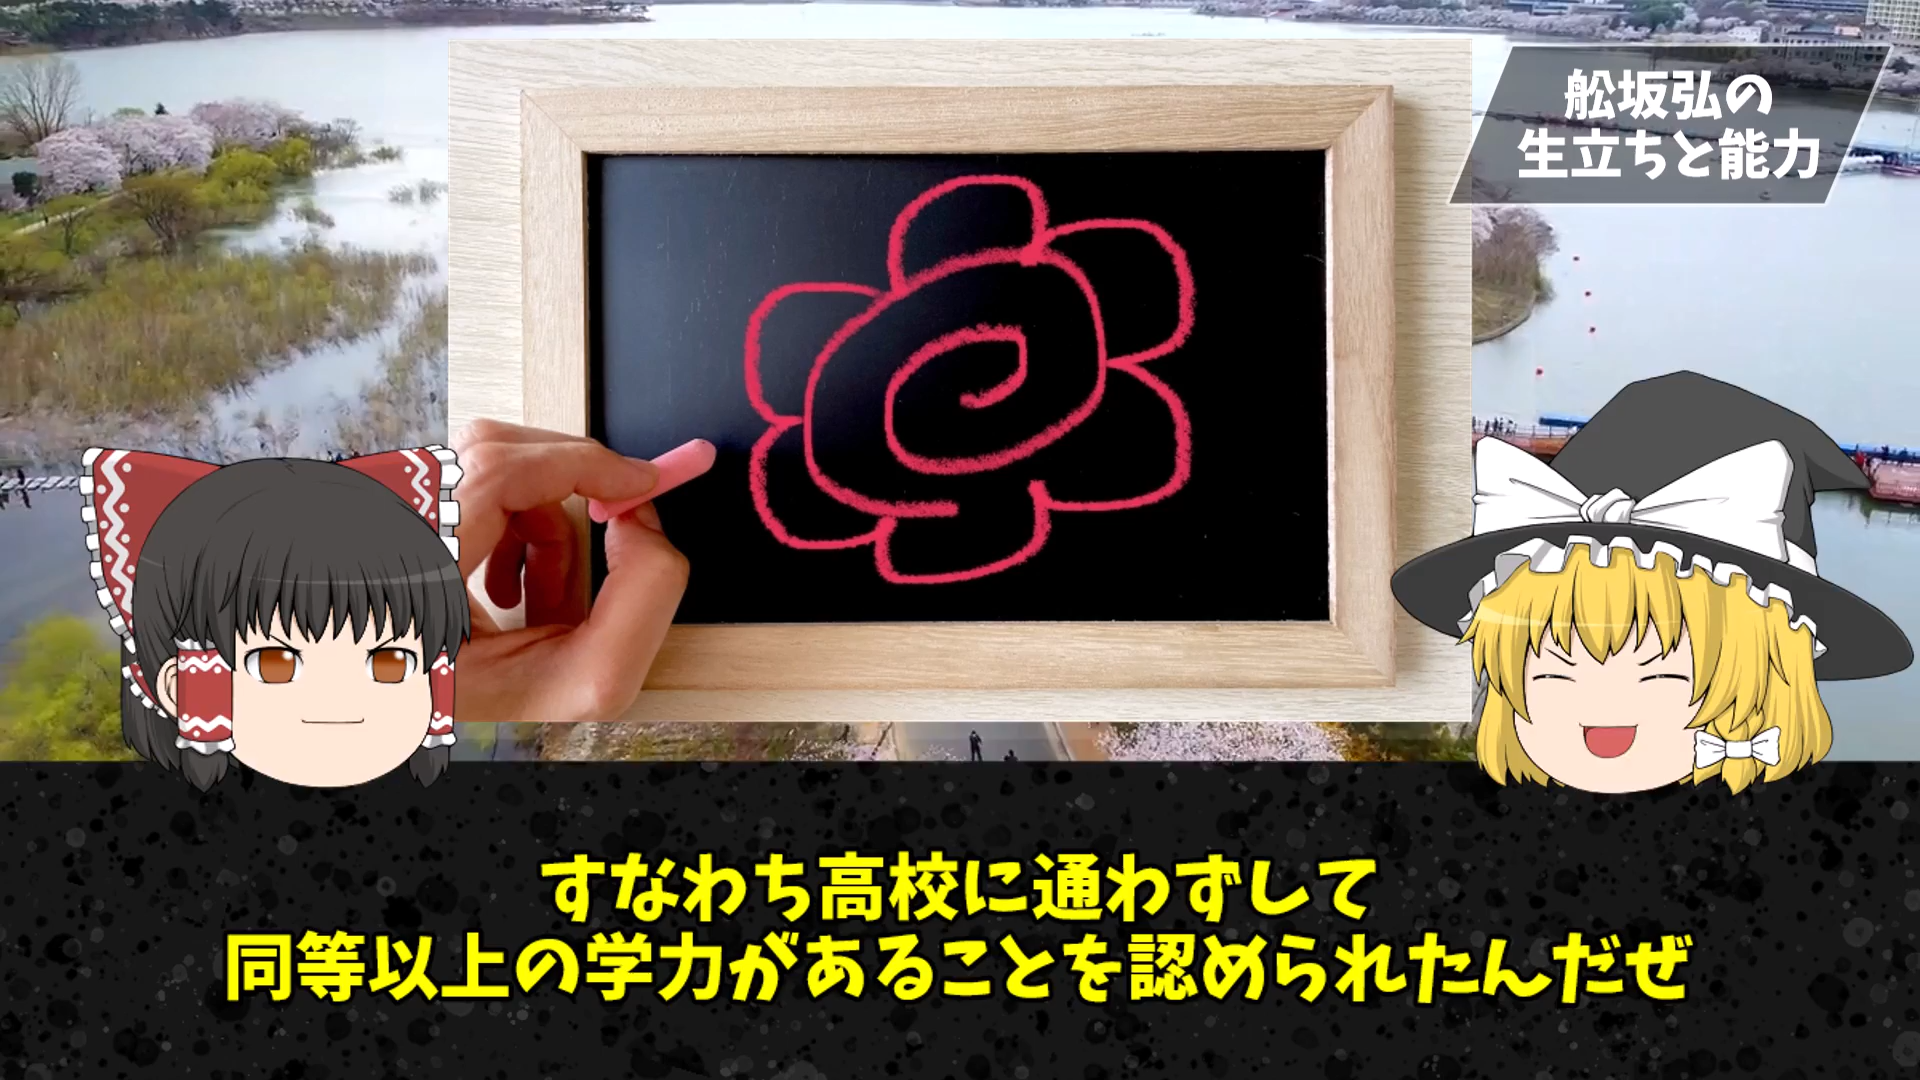 舩坂弘の
生立ちと能力
すなわち高校に通わずして
同等以上の学力があることを認められたんだぜ